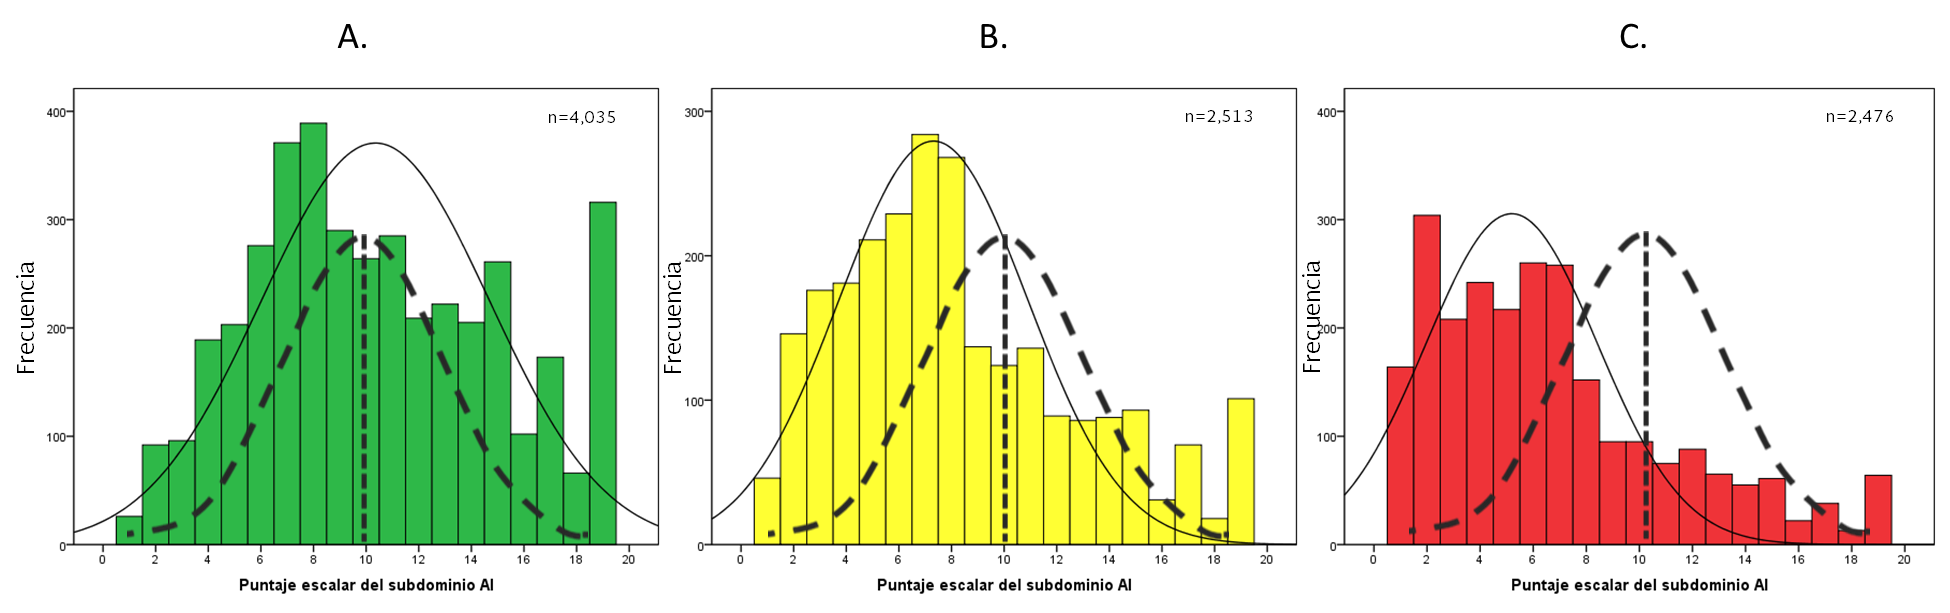 A.
B.
C.
n=4,035
n=2,513
n=2,476
Frecuencia
400
300
200
100
0
0 2 4 6 8 10 12 14 16 18 20
Puntaje escalar del subdominio AI
Frecuencia
300
200
100
0
0 2 4 6 8 10 12 14 16 18 20
Puntaje escalar del subdominio AI
Frecuencia
400
300
200
100
0
0 2 4 6 8 10 12 14 16 18 20
Puntaje escalar del subdominio AI